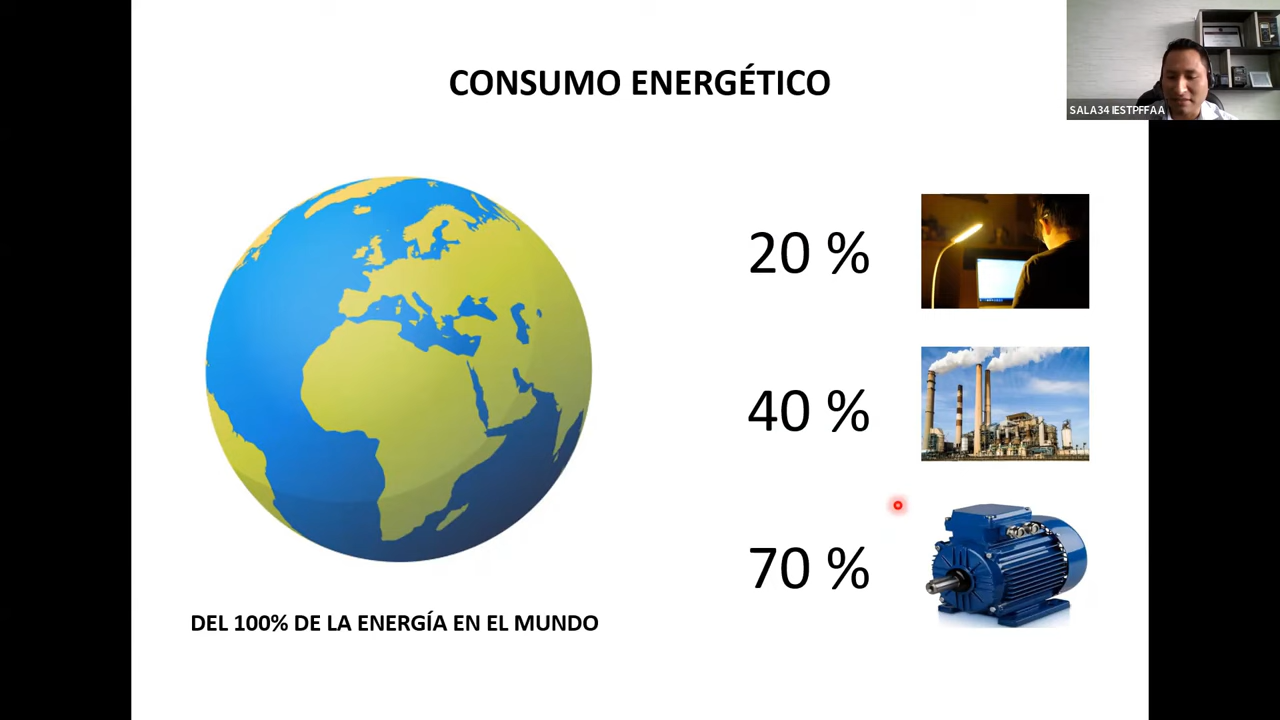 CONSUMO ENERGÉTICO
SALA34 IESTPFFAA
20 %
40 %
70 %
DEL 100% DE LA ENERGÍA EN EL MUNDO